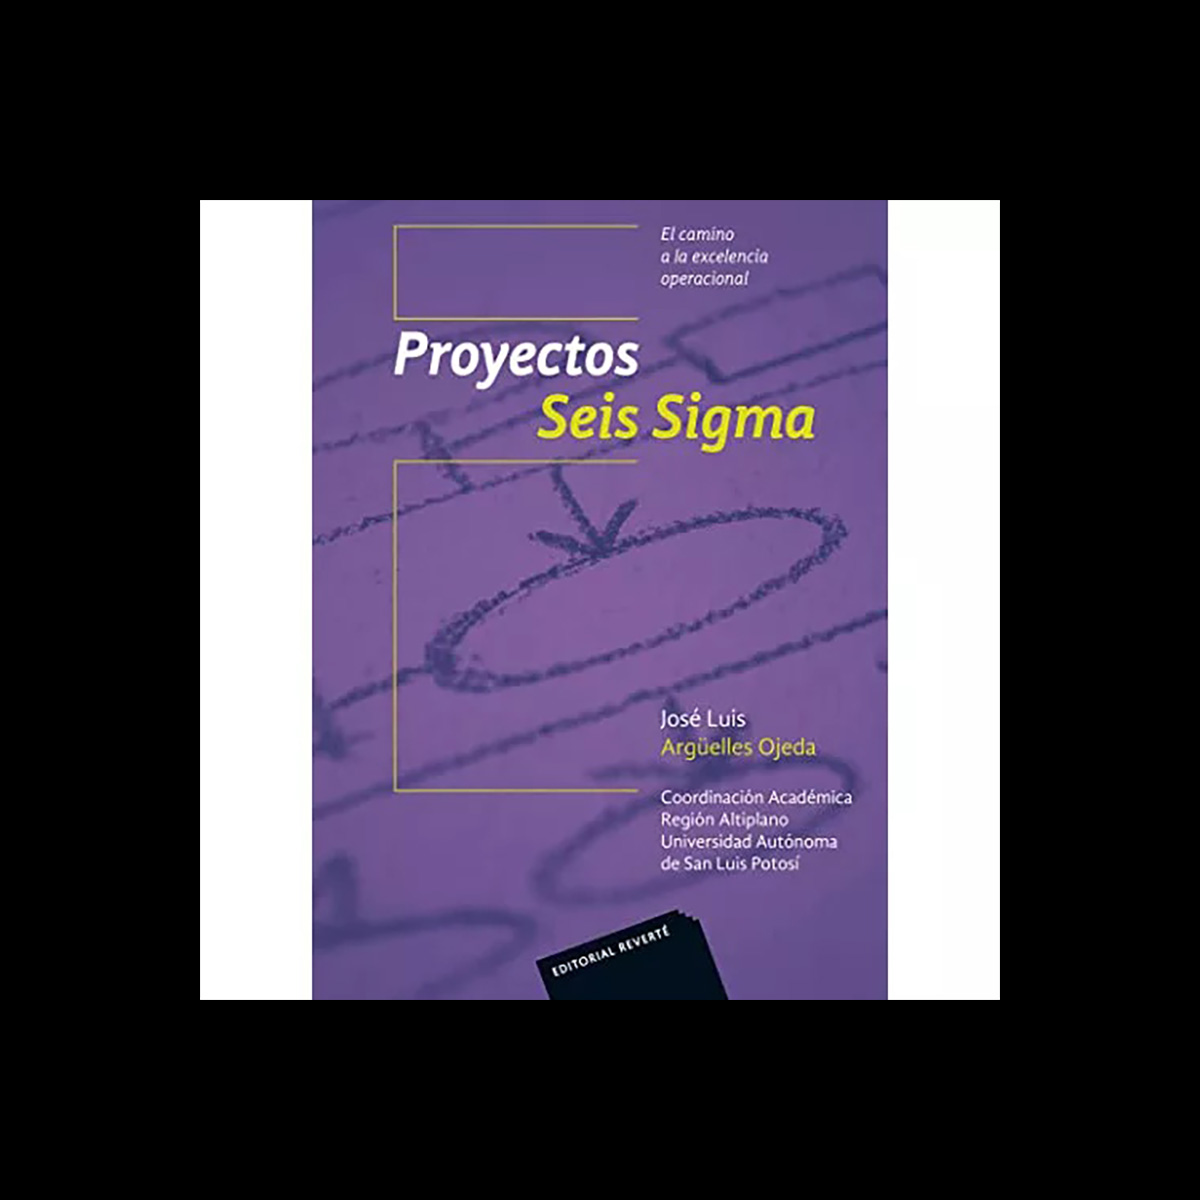 El camino
a la excelencia
operacional
Proyectos
Seis Sigma
José Luis
Argüelles Ojeda
Coordinación Académica
Región Altiplano
Universidad Autónoma
de San Luis Potosí
EDITORIAL REVERTÉ